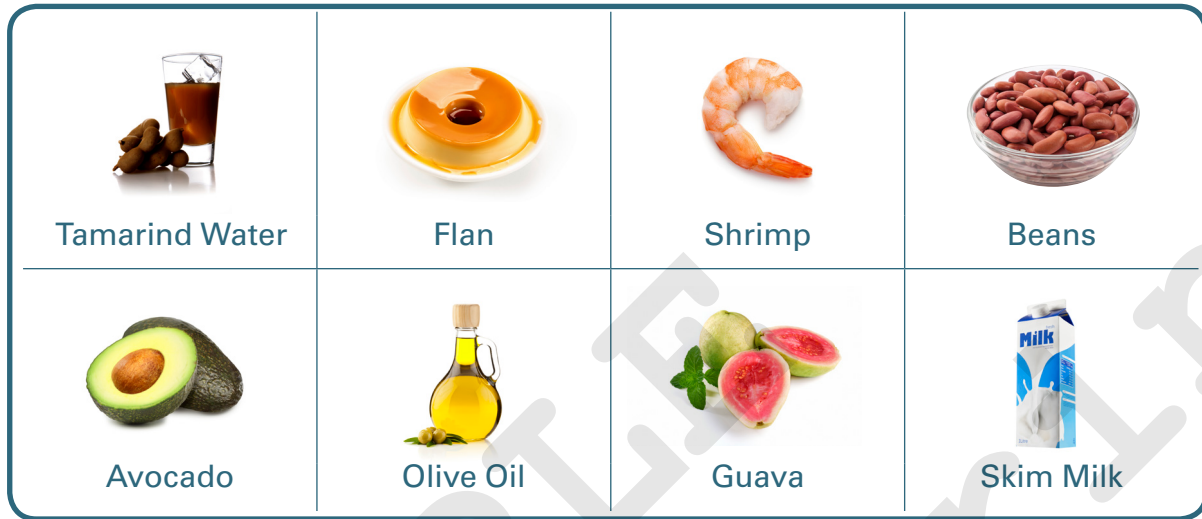 Tamarind Water
Flan
Shrimp
Beans
Milk
Avocado
Olive Oil
Guava
Skim Milk